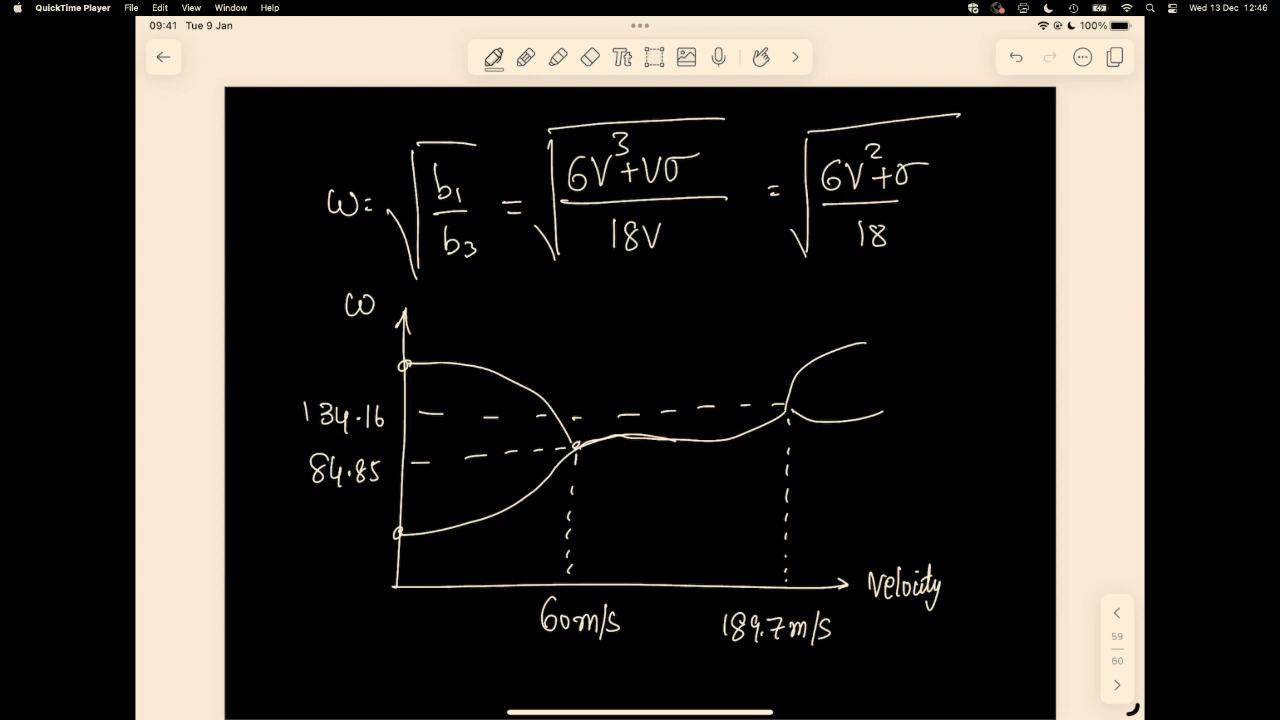 QuickTime Player File Edit View Window Help Wed 13 Dec 12:46
09:41 Tue 9 Jan 100%
Tt
ω = √(b₁/b₃) = √((6V³+Vσ)/18V) = √((6V²+σ)/18)
ω
134.16
84.85
Velocity
60m/s 189.7m/s
59
60